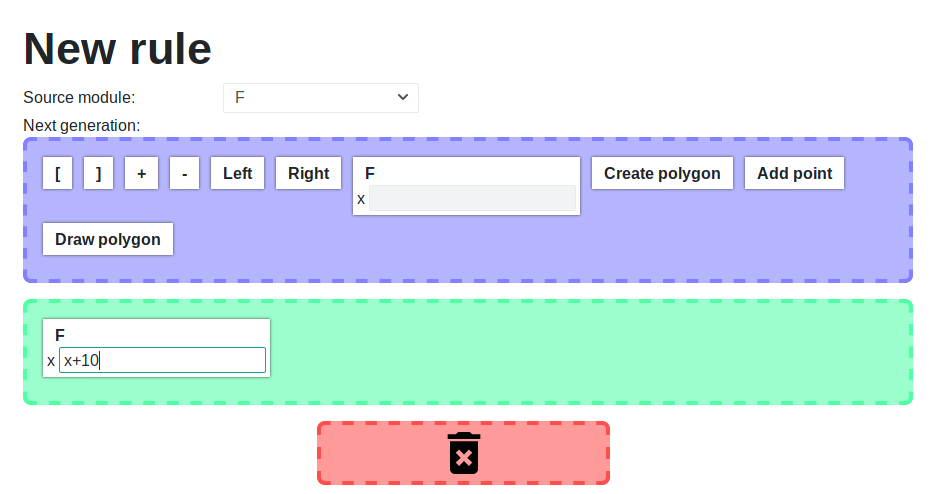 New rule
Source module: F
Next generation:
[ ] + - Left Right F Create polygon Add point
x
Draw polygon
F
x x+10